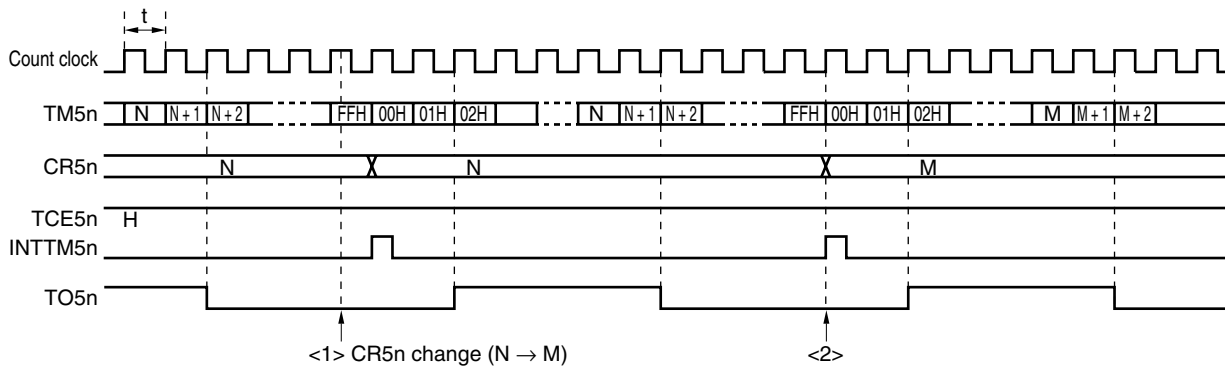 t
Count clock
TM5n N N + 1 N + 2 FFH 00H 01H 02H N N + 1 N + 2 FFH 00H 01H 02H M M + 1 M + 2
CR5n N N M
TCE5n H
INTTM5n
TO5n
<1> CR5n change (N → M) <2>